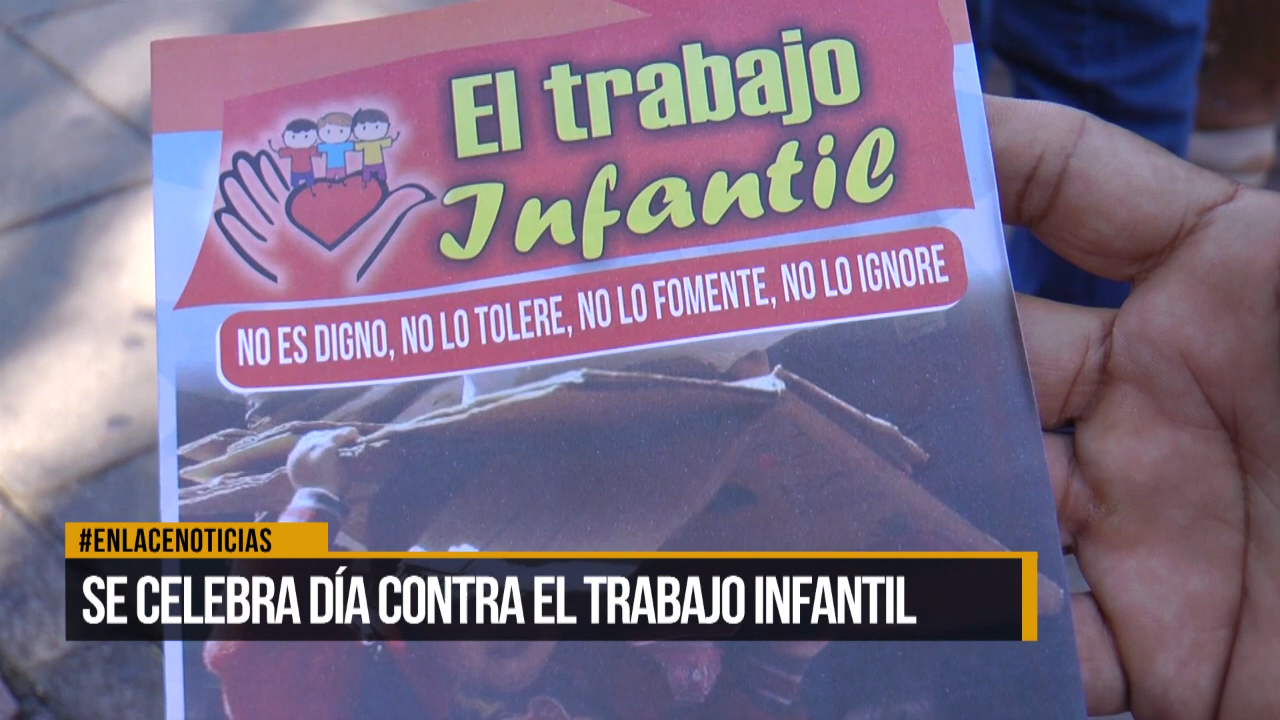 El trabajo
Infantil
NO ES DIGNO, NO LO TOLERE, NO LO FOMENTE, NO LO IGNORE
#ENLACENOTICIAS
SE CELEBRA DÍA CONTRA EL TRABAJO INFANTIL